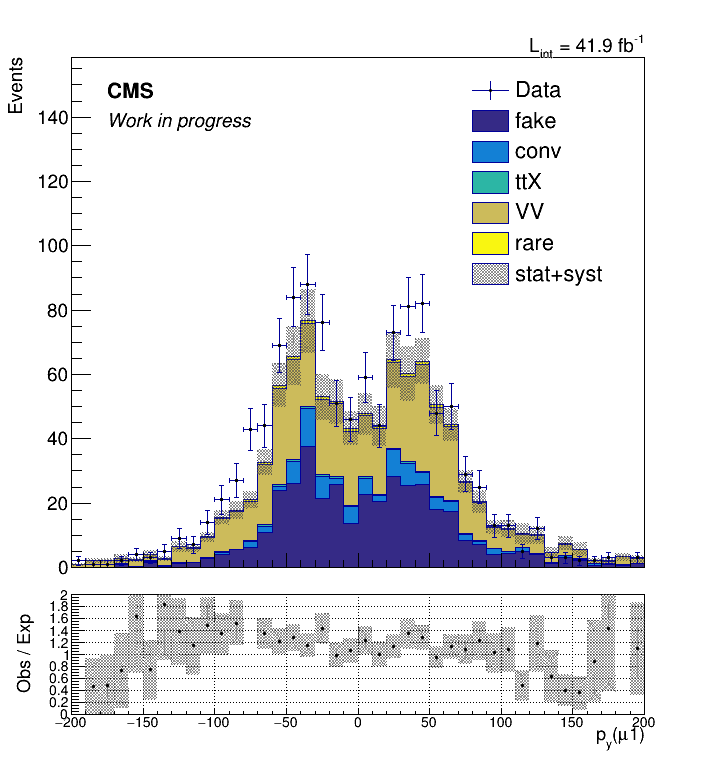 L_int = 41.9 fb^-1
Events
CMS
Work in progress
Data
fake
conv
ttX
VV
rare
stat+syst
140
120
100
80
60
40
20
0
Obs / Exp
2
1.8
1.6
1.4
1.2
1
0.8
0.6
0.4
0.2
0
−200 −150 −100 −50 0 50 100 150 200
p_y(μ1)